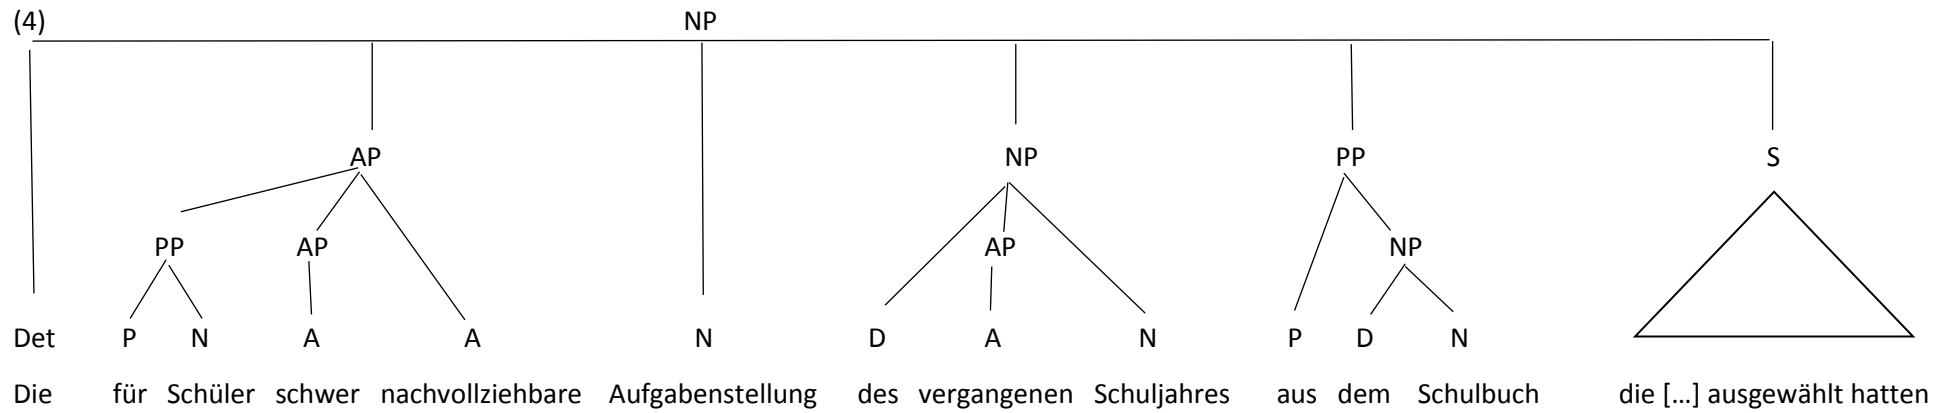 (4) NP
AP NP PP S
PP AP AP NP
Det P N A A N D A N P D N
Die für Schüler schwer nachvollziehbare Aufgabenstellung des vergangenen Schuljahres aus dem Schulbuch die [...] ausgewählt hatten